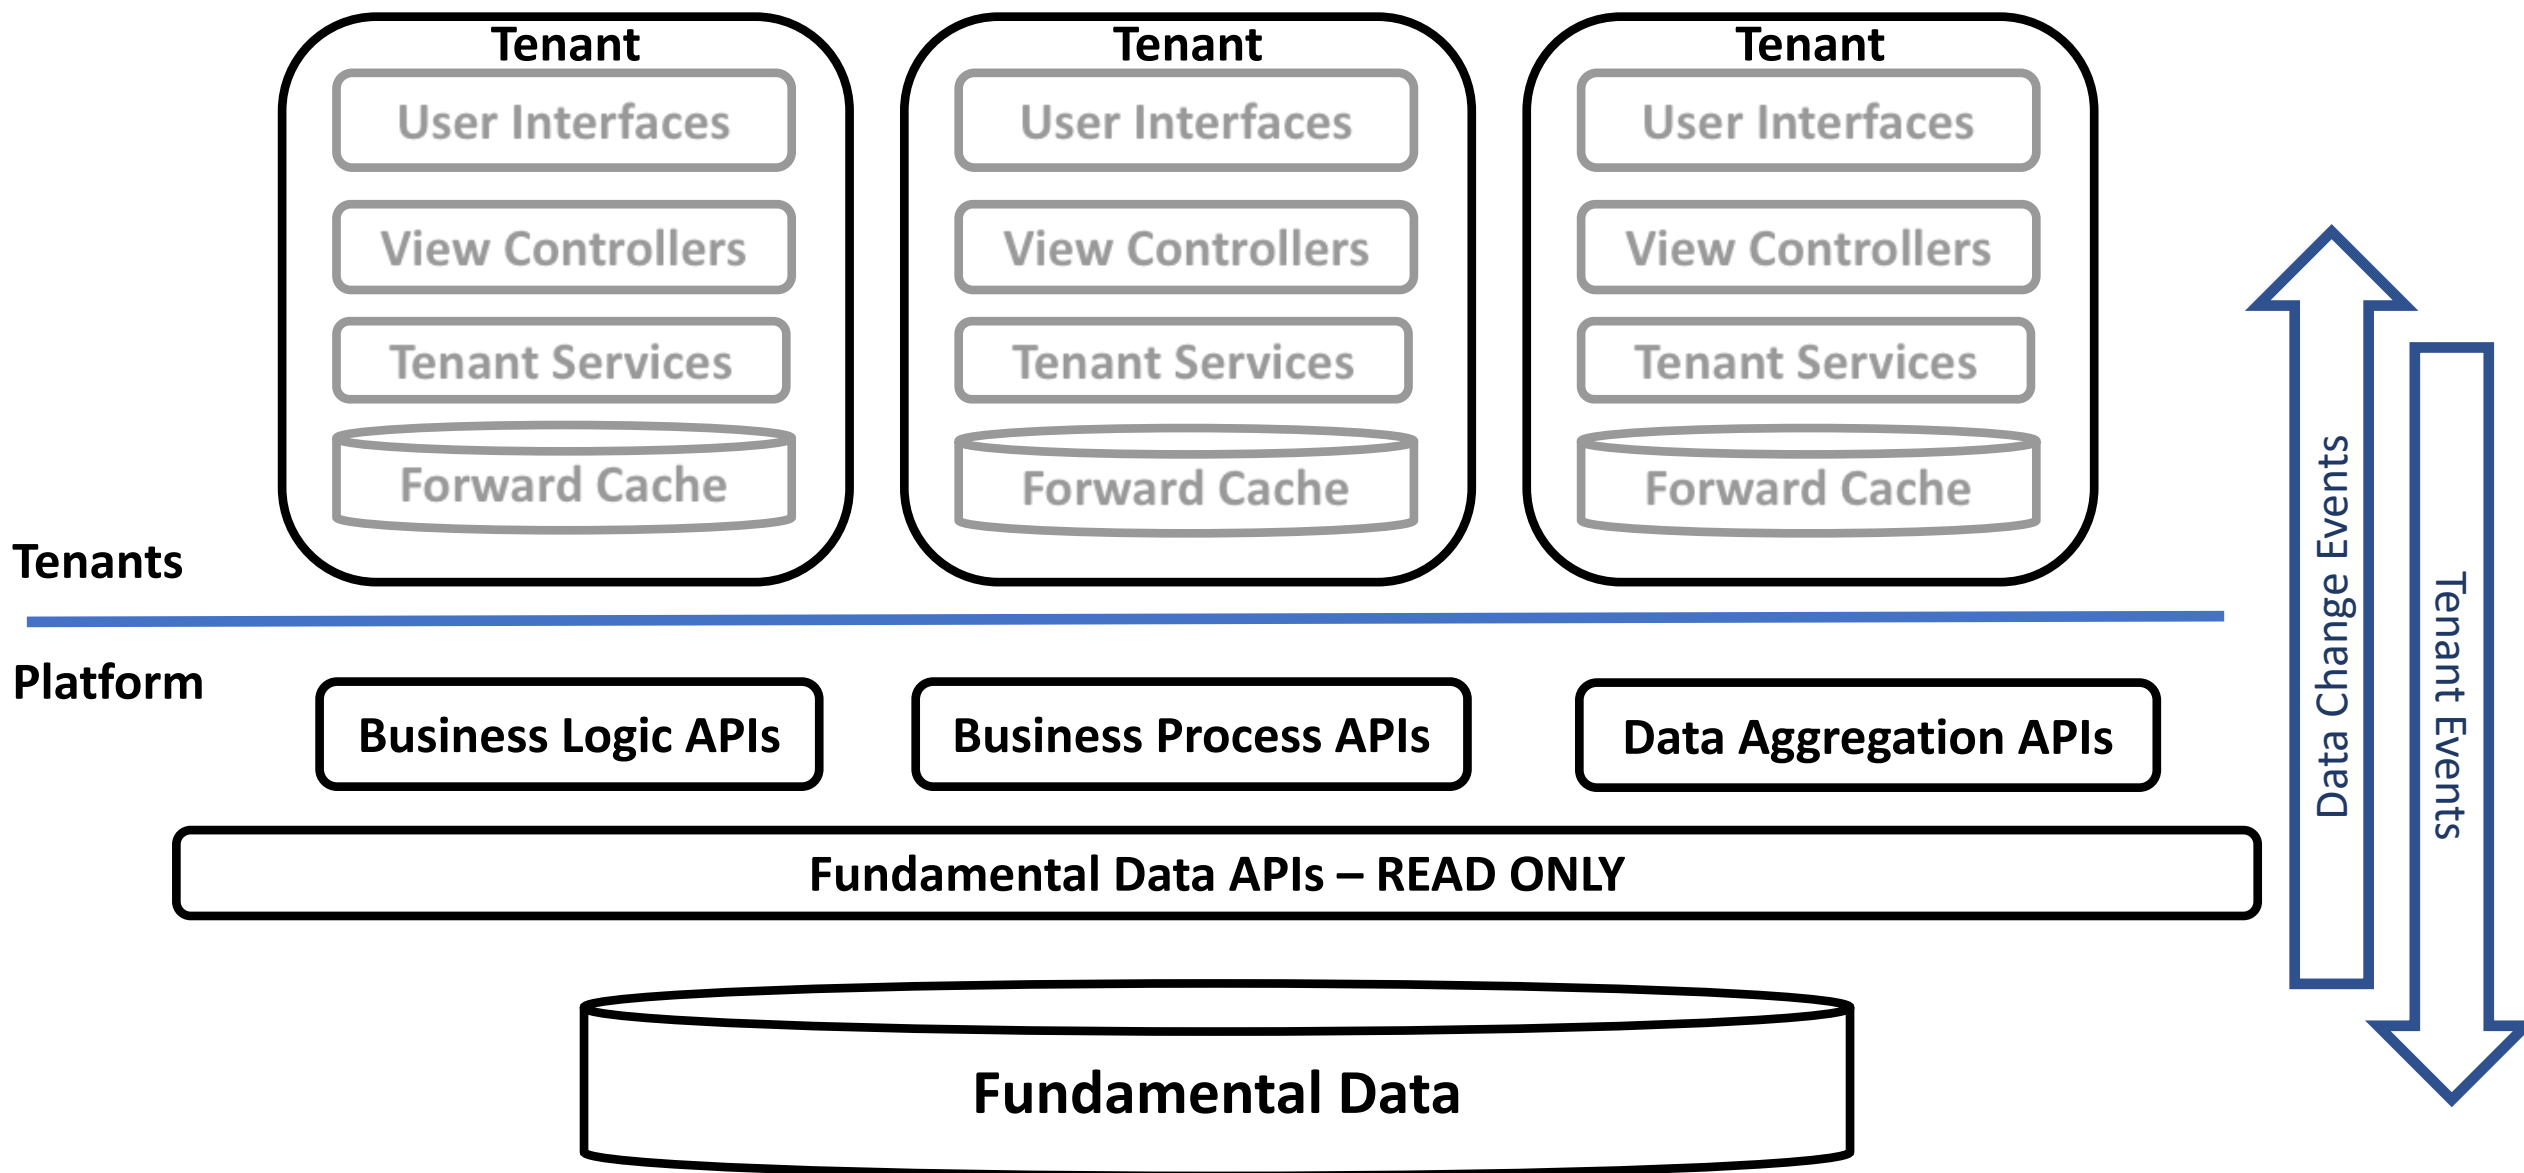 Tenant
User Interfaces
View Controllers
Tenant Services
Forward Cache
Tenant
User Interfaces
View Controllers
Tenant Services
Forward Cache
Tenant
User Interfaces
View Controllers
Tenant Services
Forward Cache
Tenants
Platform
Business Logic APIs
Business Process APIs
Data Aggregation APIs
Fundamental Data APIs – READ ONLY
Fundamental Data
Data Change Events
Tenant Events